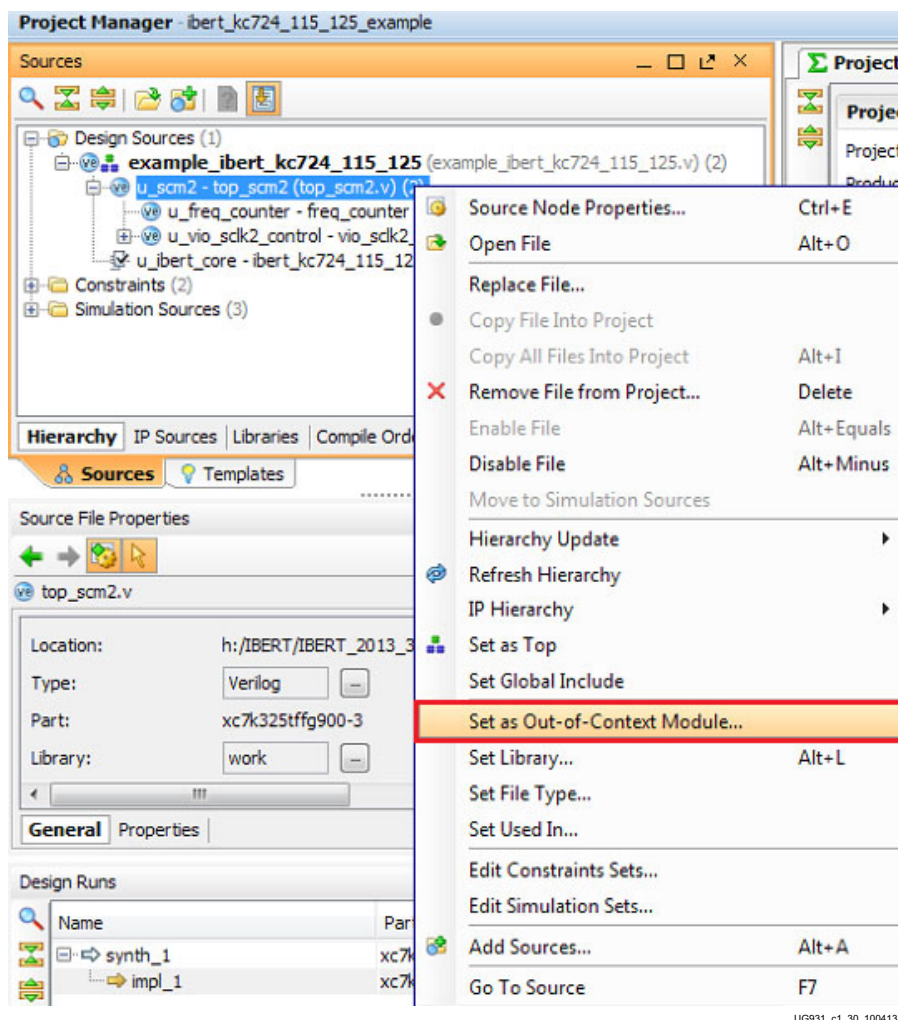 Project Manager - ibert_kc724_115_125_example
Sources
Design Sources (1)
example_ibert_kc724_115_125 (example_ibert_kc724_115_125.v) (2)
u_scm2 - top_scm2 (top_scm2.v) (2)
u_freq_counter - freq_counter
u_vio_sclk2_control - vio_sclk2_
u_ibert_core - ibert_kc724_115_12
Constraints (2)
Simulation Sources (3)
Hierarchy IP Sources Libraries Compile Orde
Sources Templates
Source File Properties
top_scm2.v
Location: h:/IBERT/IBERT_2013_3
Type: Verilog
Part: xc7k325tffg900-3
Library: work
General Properties
Design Runs
Name Par
synth_1 xc7k
impl_1 xc7k
Σ Project
Projec
Project
Produc
Source Node Properties... Ctrl+E
Open File Alt+O
Replace File...
Copy File Into Project
Copy All Files Into Project Alt+I
Remove File from Project... Delete
Enable File Alt+Equals
Disable File Alt+Minus
Move to Simulation Sources
Hierarchy Update
Refresh Hierarchy
IP Hierarchy
Set as Top
Set Global Include
Set as Out-of-Context Module...
Set Library... Alt+L
Set File Type...
Set Used In...
Edit Constraints Sets...
Edit Simulation Sets...
Add Sources... Alt+A
Go To Source F7
UG931_c1_30_100413